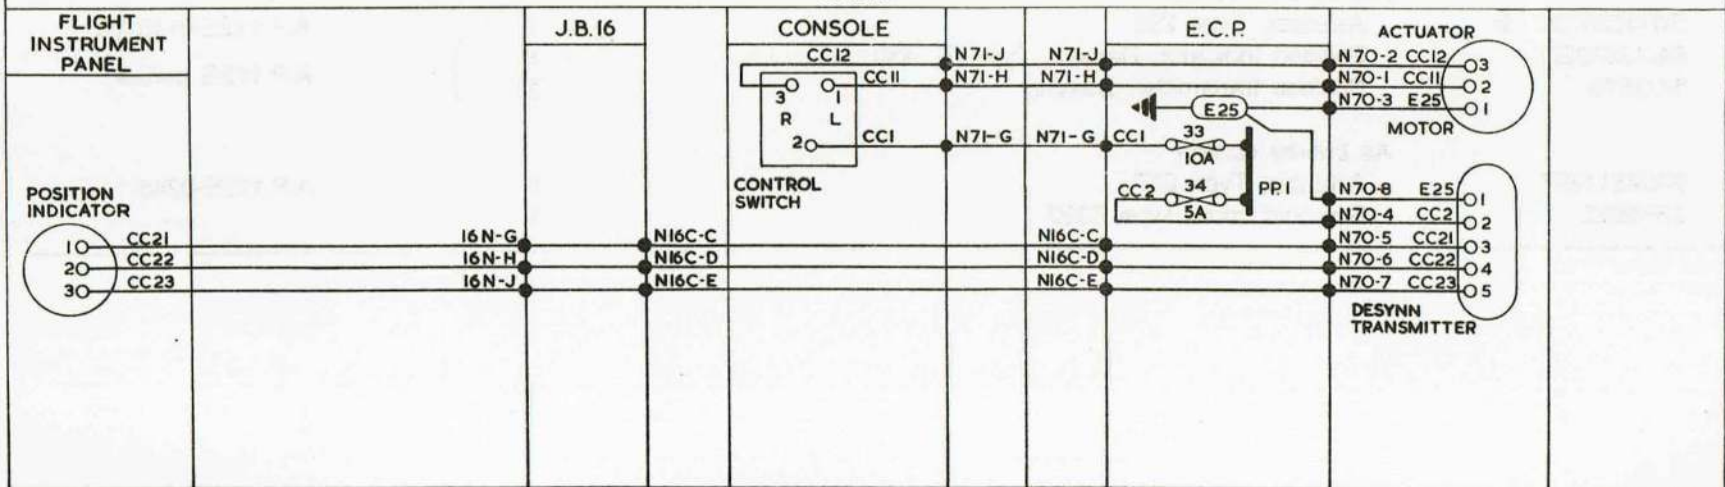 FLIGHT
INSTRUMENT
PANEL
J.B.16
CONSOLE
E.C.P.
ACTUATOR
CC12
N71-J
N71-J
N70-2 CC12
3
CC11
N71-H
N71-H
N70-1 CC11
2
3
1
E25
N70-3 E25
1
R
L
MOTOR
2
CC1
N71-G
N71-G
CC1
33
10A
CONTROL
SWITCH
CC2
34
5A
PP.1
N70-8 E25
1
N70-4 CC2
2
POSITION
INDICATOR
1
CC21
16N-G
N16C-C
N16C-C
N70-5 CC21
3
2
CC22
16N-H
N16C-D
N16C-D
N70-6 CC22
4
3
CC23
16N-J
N16C-E
N16C-E
N70-7 CC23
5
DESYNN
TRANSMITTER